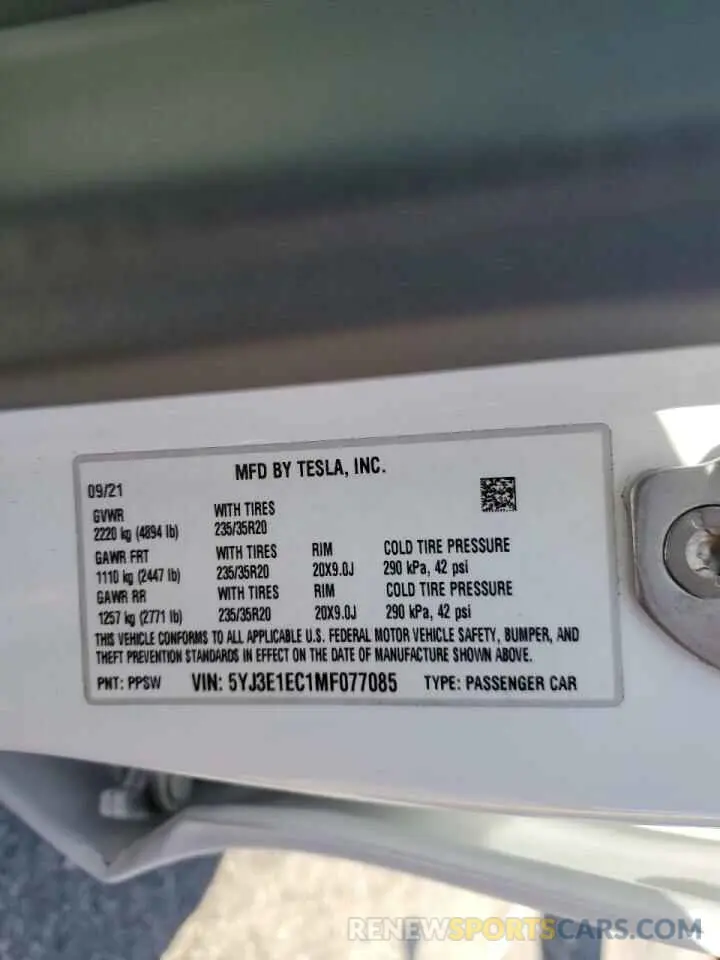 MFD BY TESLA, INC.
09/21
GVWR WITH TIRES
2220 kg (4894 lb) 235/35R20
GAWR FRT WITH TIRES RIM COLD TIRE PRESSURE
1110 kg (2447 lb) 235/35R20 20X9.0J 290 kPa, 42 psi
GAWR RR WITH TIRES RIM COLD TIRE PRESSURE
1257 kg (2771 lb) 235/35R20 20X9.0J 290 kPa, 42 psi
THIS VEHICLE CONFORMS TO ALL APPLICABLE U.S. FEDERAL MOTOR VEHICLE SAFETY, BUMPER, AND
THEFT PREVENTION STANDARDS IN EFFECT ON THE DATE OF MANUFACTURE SHOWN ABOVE.
PNT: PPSW VIN: 5YJ3E1EC1MF077085 TYPE: PASSENGER CAR
RENEWSPORTSCARS.COM